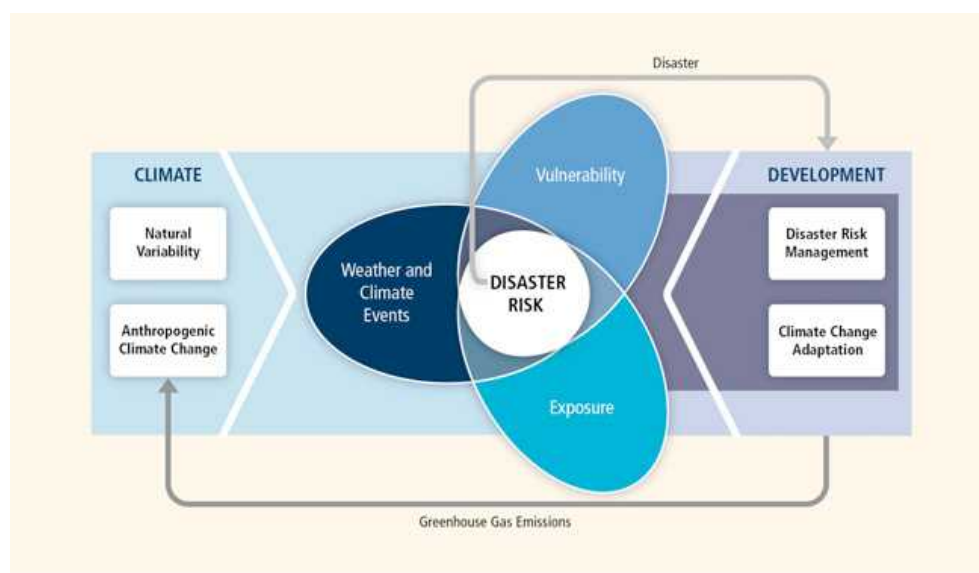 Disaster
CLIMATE
Natural
Variability
Anthropogenic
Climate Change
Vulnerability
Weather and
Climate
Events
DISASTER
RISK
Exposure
DEVELOPMENT
Disaster Risk
Management
Climate Change
Adaptation
Greenhouse Gas Emissions